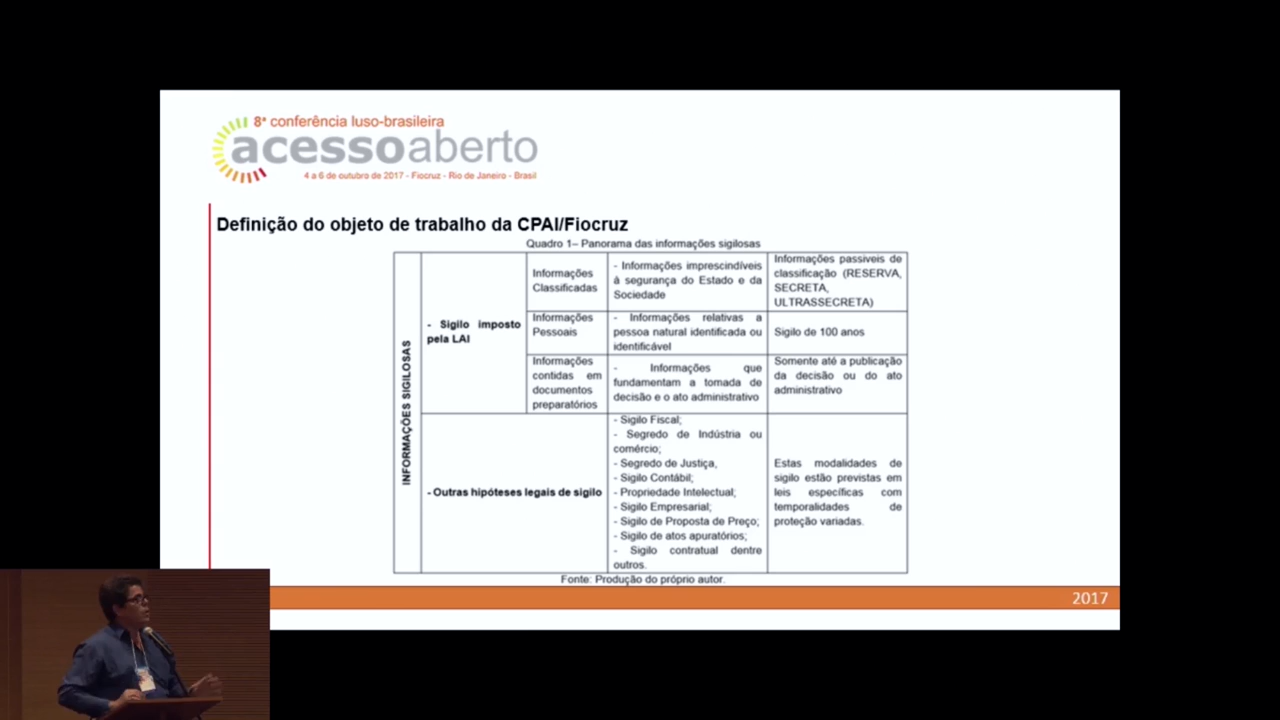 8ª conferência luso-brasileira
acessoaberto
4 a 6 de outubro de 2017 - Fiocruz - Rio de Janeiro - Brasil
Definição do objeto de trabalho da CPAI/Fiocruz
Quadro 1– Panorama das informações sigilosas
INFORMAÇÕES SIGILOSAS
- Sigilo imposto
pela LAI
Informações
Classificadas
- Informações imprescindíveis
à segurança do Estado e da
Sociedade
Informações passiveis de
classificação (RESERVA,
SECRETA,
ULTRASSECRETA)
Informações
Pessoais
- Informações relativas a
pessoa natural identificada ou
identificável
Sigilo de 100 anos
Informações
contidas em
documentos
preparatórios
- Informações que
fundamentam a tomada de
decisão e o ato administrativo
Somente até a publicação
da decisão ou do ato
administrativo
- Outras hipóteses legais de sigilo
- Sigilo Fiscal;
- Segredo de Indústria ou
comércio;
- Segredo de Justiça,
- Sigilo Contábil;
- Propriedade Intelectual;
- Sigilo Empresarial;
- Sigilo de Proposta de Preço;
- Sigilo de atos apuratórios;
- Sigilo contratual dentre
outros.
Estas modalidades de
sigilo estão previstas em
leis específicas com
temporalidades de
proteção variadas.
Fonte: Produção do próprio autor.
2017